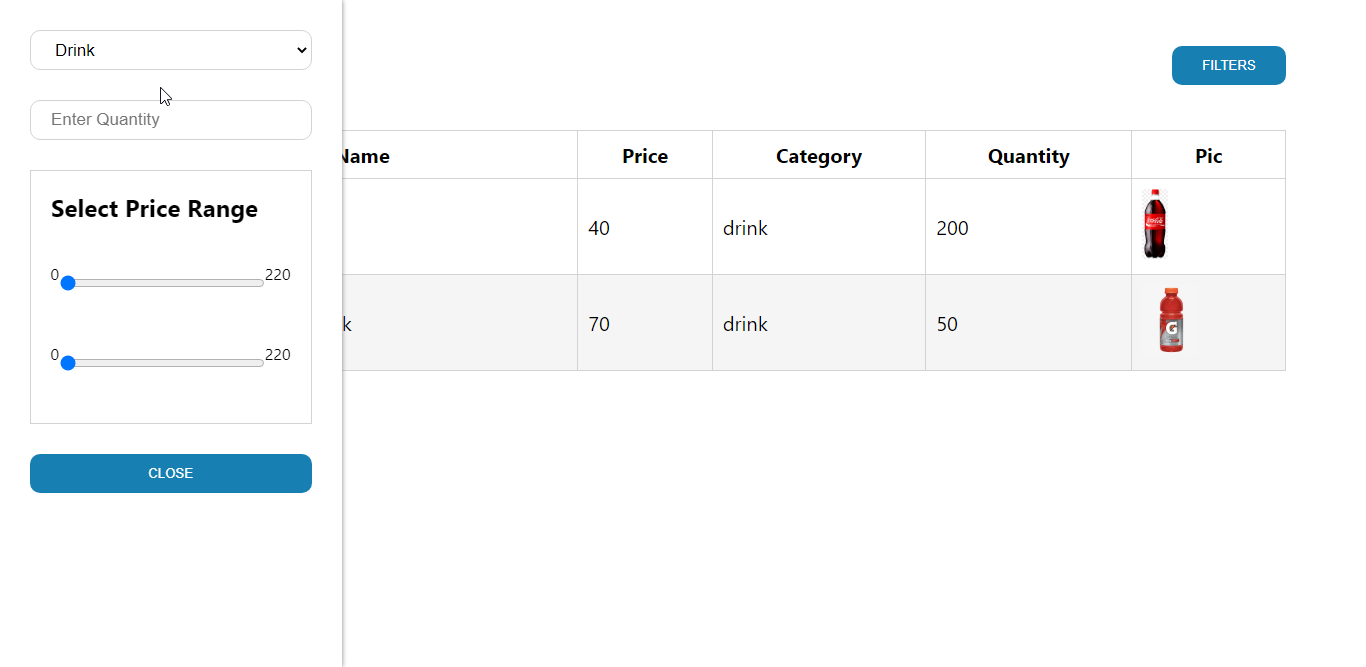 Drink
FILTERS
Enter Quantity
Name Price Category Quantity Pic
Select Price Range
40 drink 200
0 220
k 70 drink 50
G
0 220
CLOSE